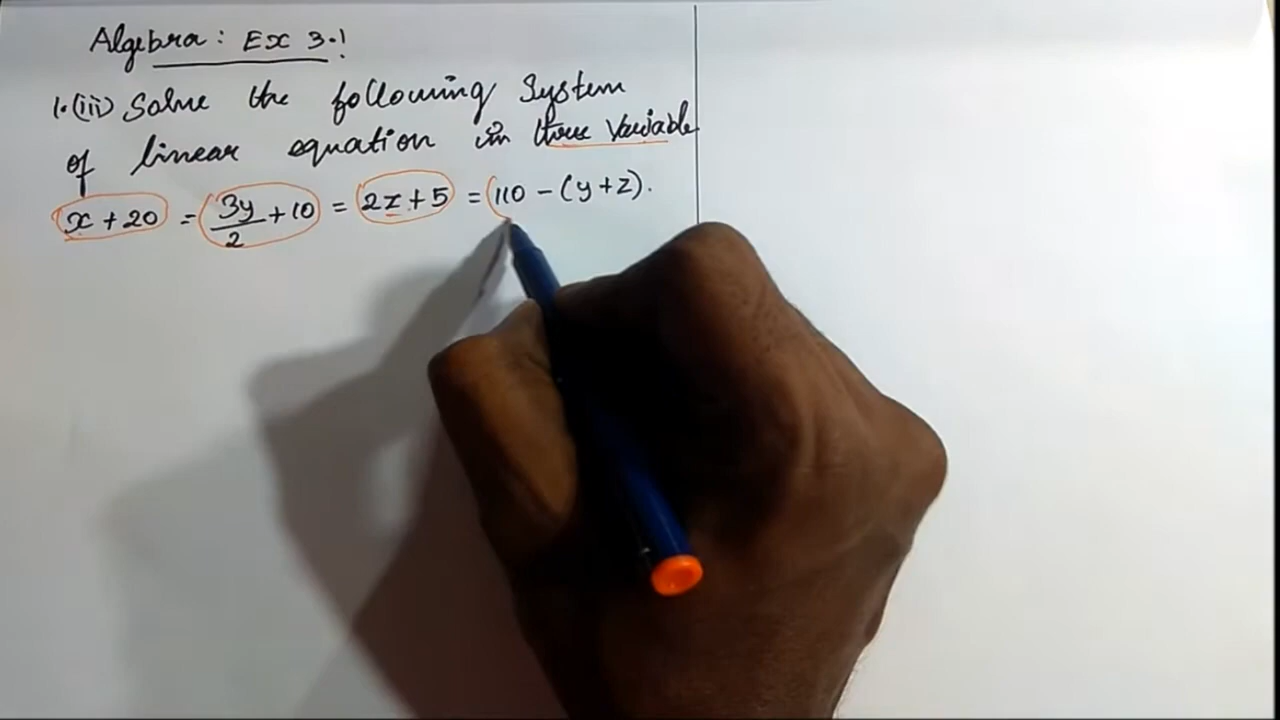 Algebra: Ex 3.1
1.(iii) Solve the following System
of linear equation in three Variable
x + 20 = 3y/2 + 10 = 2z + 5 = 110 - (y + z).